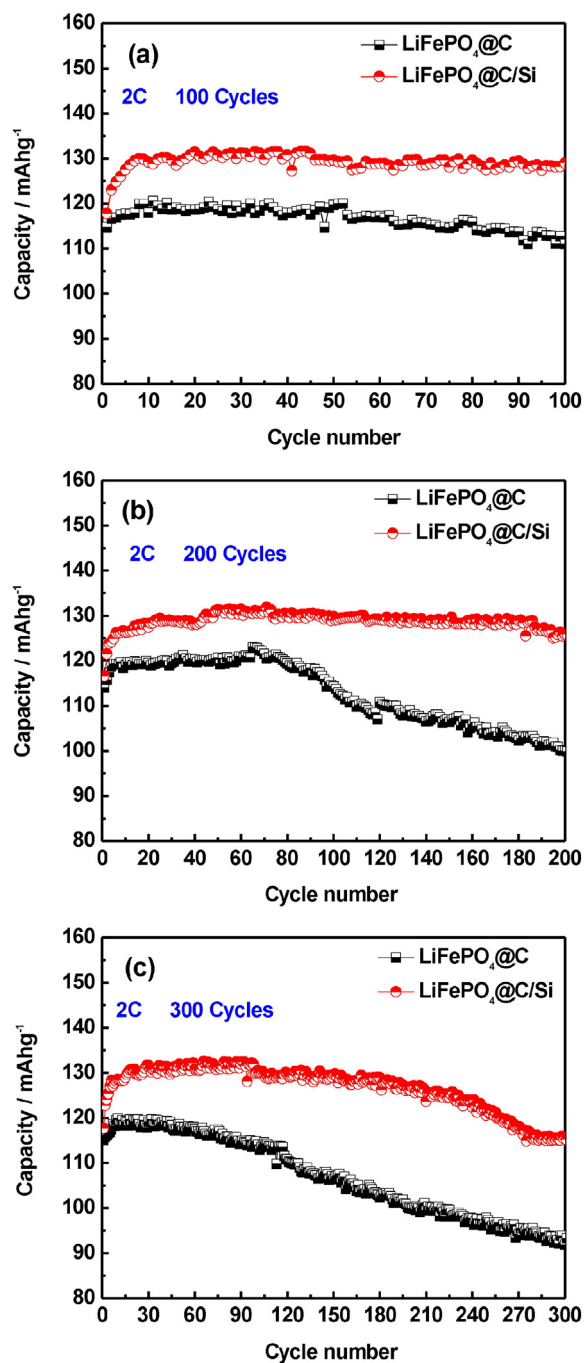 (a)
LiFePO₄@C
LiFePO₄@C/Si
2C 100 Cycles
160
150
140
130
120
110
100
90
80
Capacity / mAhg⁻¹
0 10 20 30 40 50 60 70 80 90 100
Cycle number
(b)
LiFePO₄@C
LiFePO₄@C/Si
2C 200 Cycles
160
150
140
130
120
110
100
90
80
Capacity / mAhg⁻¹
0 20 40 60 80 100 120 140 160 180 200
Cycle number
(c)
LiFePO₄@C
LiFePO₄@C/Si
2C 300 Cycles
160
150
140
130
120
110
100
90
80
Capacity / mAhg⁻¹
0 30 60 90 120 150 180 210 240 270 300
Cycle number